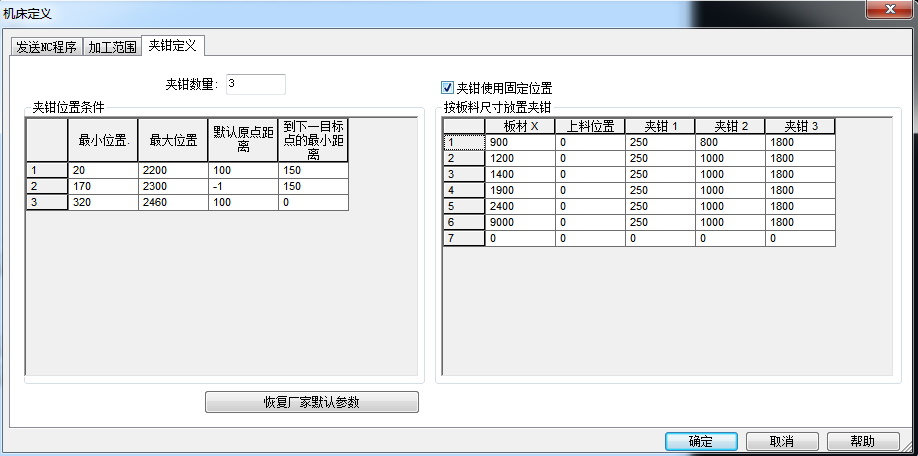 机床定义
发送NC程序 加工范围 夹钳定义
夹钳数量: 3
夹钳使用固定位置
夹钳位置条件
最小位置. 最大位置 默认原点距离 到下一目标点的最小距离
1 20 2200 100 150
2 170 2300 -1 150
3 320 2460 100 0
按板料尺寸放置夹钳
板材 X 上料位置 夹钳 1 夹钳 2 夹钳 3
1 900 0 250 800 1800
2 1200 0 250 1000 1800
3 1400 0 250 1000 1800
4 1900 0 250 1000 1800
5 2400 0 250 1000 1800
6 9000 0 250 1000 1800
7 0 0 0 0 0
恢复厂家默认参数
确定 取消 帮助